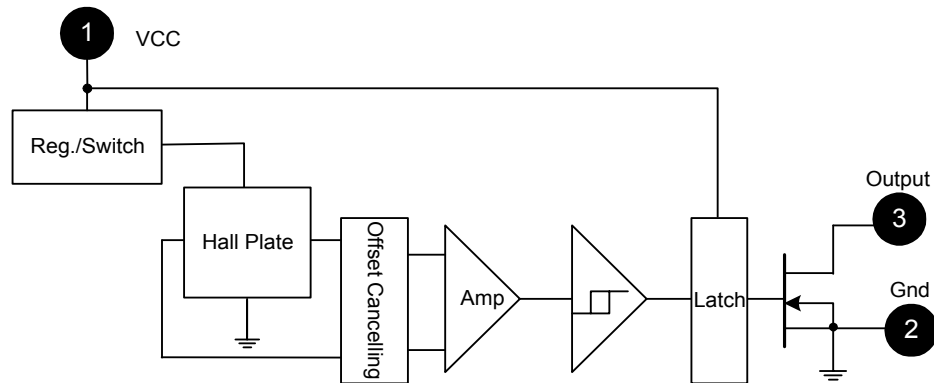 1
VCC
Reg./Switch
Output
3
Hall Plate
Offset Cancelling
Amp
Latch
Gnd
2